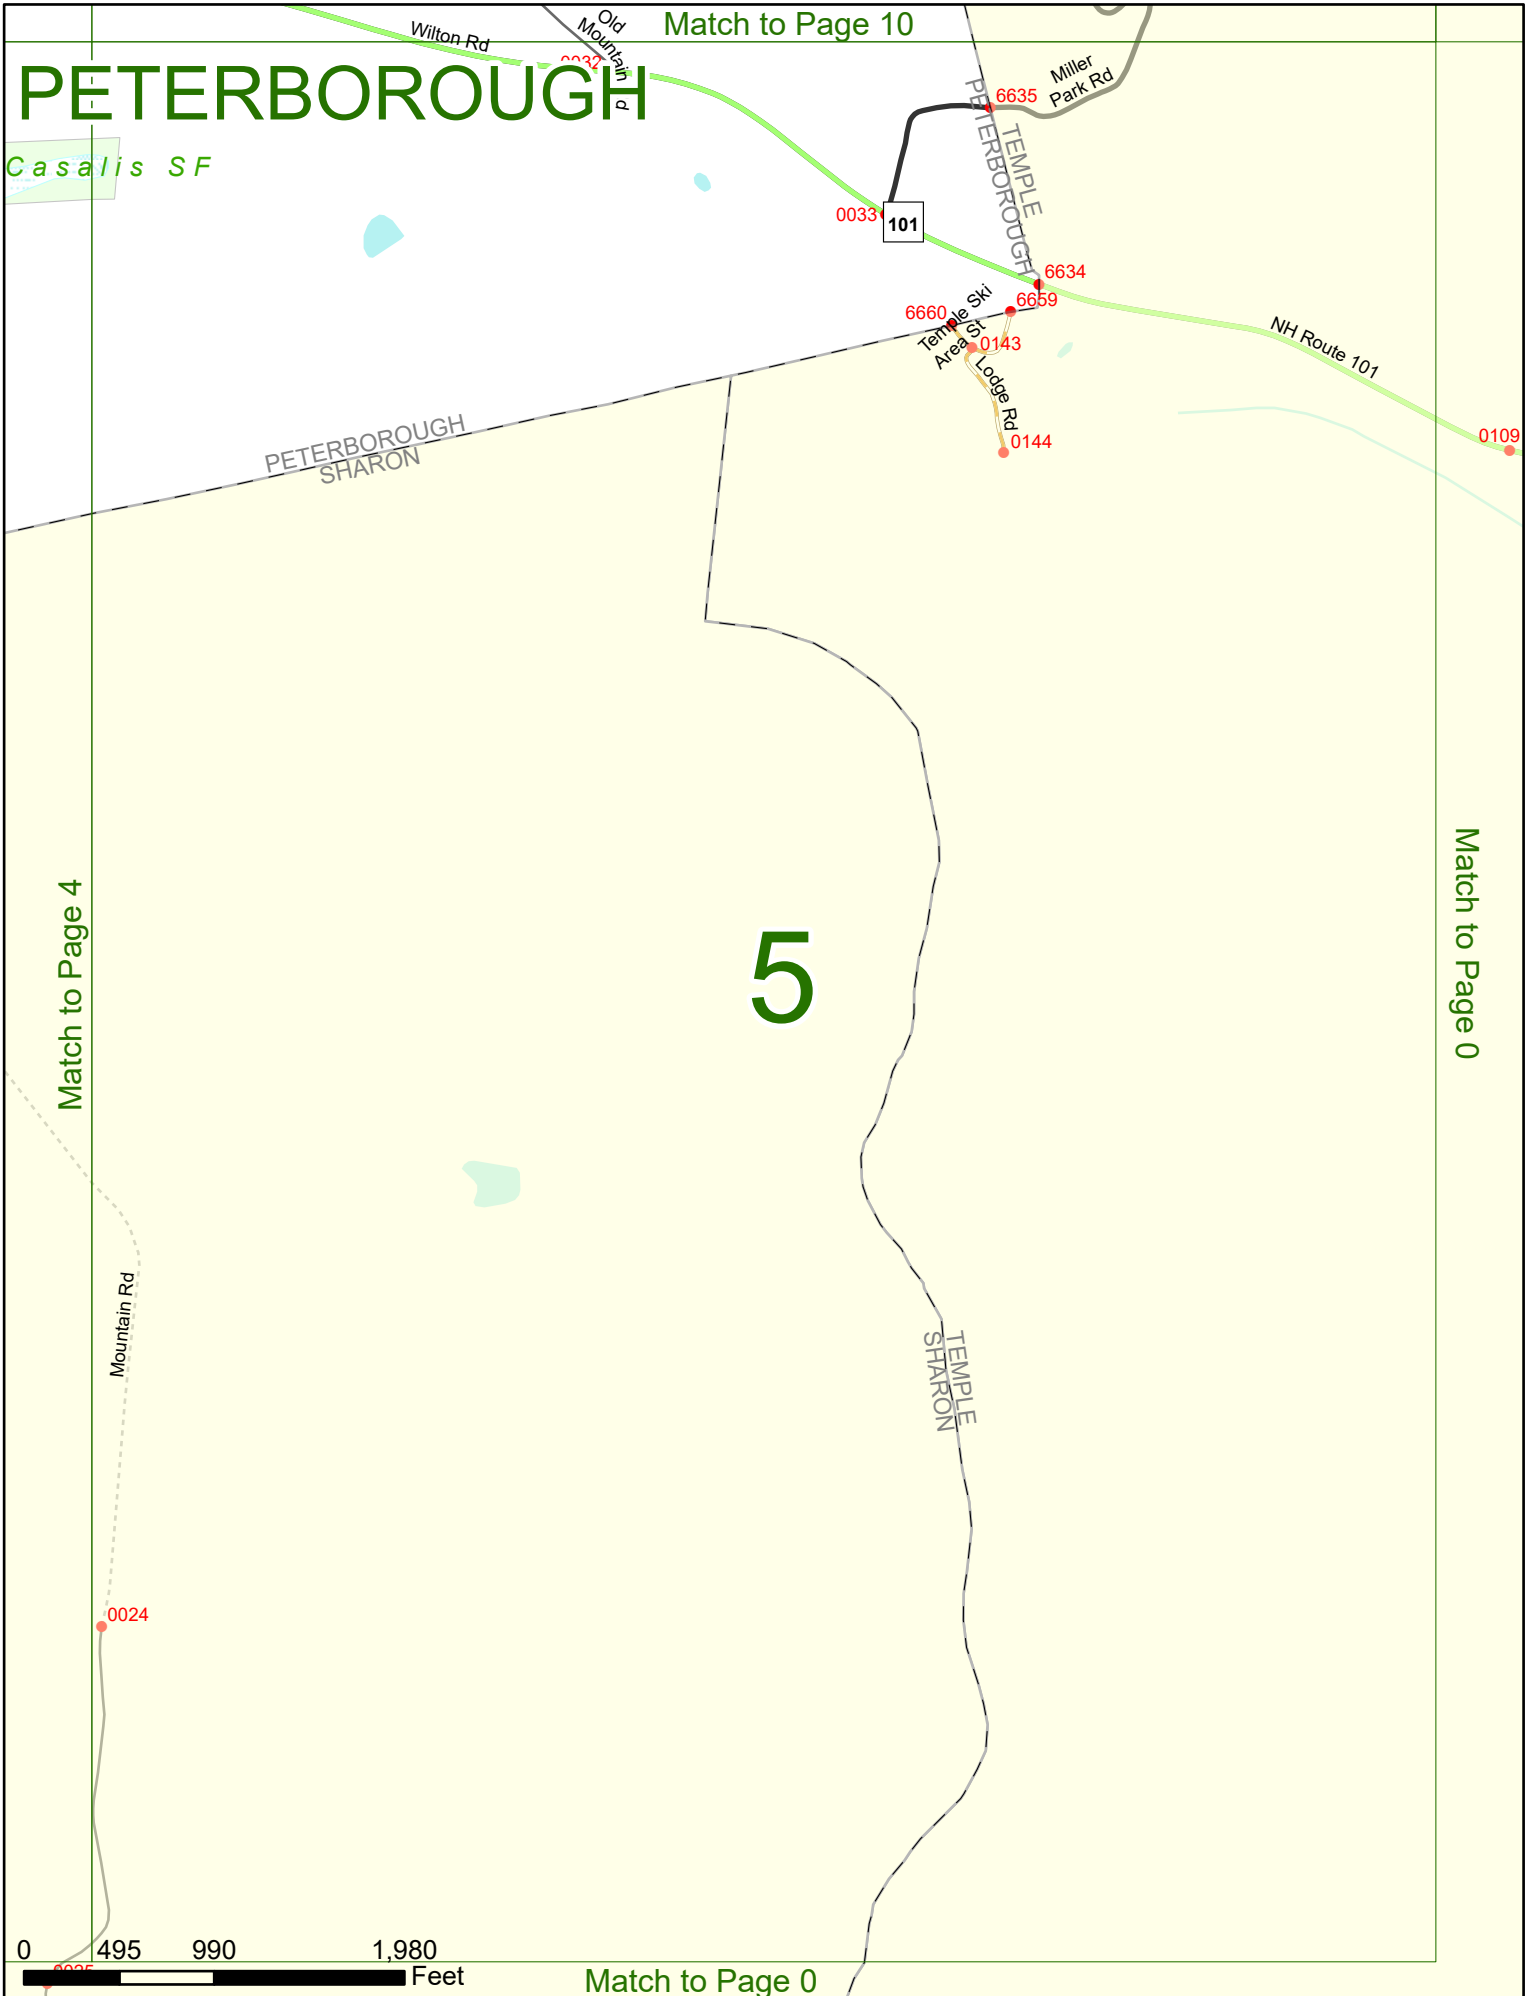 Match to Page 10
Wilton Rd
Old
Mountain
0032
PETERBOROUGH
Casalis SF
Miller
Park Rd
6635
TEMPLE
PETERBOROUGH
0033
101
6634
6659
6660
Temple Ski
Area St
0143
Lodge Rd
0144
NH Route 101
0109
PETERBOROUGH
SHARON
Match to Page 4
5
Match to Page 0
Mountain Rd
TEMPLE
SHARON
0024
0 495 990 1,980
Feet
0025
Match to Page 0